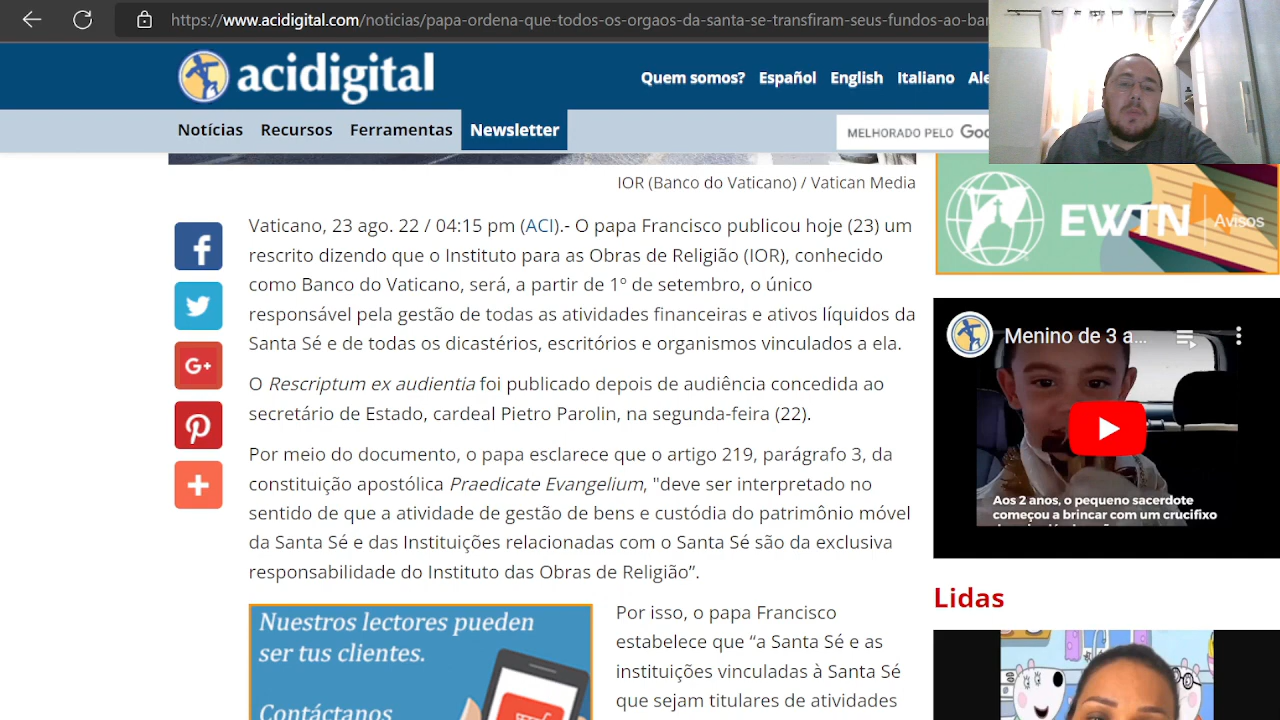 https://www.acidigital.com/noticias/papa-ordena-que-todos-os-orgaos-da-santa-se-transfiram-seus-fundos-ao-ban
acidigital
Quem somos? Español English Italiano Ale
Notícias Recursos Ferramentas Newsletter
MELHORADO PELO Goo
IOR (Banco do Vaticano) / Vatican Media
Vaticano, 23 ago. 22 / 04:15 pm (ACI).- O papa Francisco publicou hoje (23) um
rescrito dizendo que o Instituto para as Obras de Religião (IOR), conhecido
como Banco do Vaticano, será, a partir de 1º de setembro, o único
responsável pela gestão de todas as atividades financeiras e ativos líquidos da
Santa Sé e de todas os dicastérios, escritórios e organismos vinculados a ela.
O Rescriptum ex audientia foi publicado depois de audiência concedida ao
secretário de Estado, cardeal Pietro Parolin, na segunda-feira (22).
Por meio do documento, o papa esclarece que o artigo 219, parágrafo 3, da
constituição apostólica Praedicate Evangelium, "deve ser interpretado no
sentido de que a atividade de gestão de bens e custódia do patrimônio móvel
da Santa Sé e das Instituições relacionadas com o Santa Sé são da exclusiva
responsabilidade do Instituto das Obras de Religião”.
Nuestros lectores pueden
ser tus clientes.
Contáctanos
Por isso, o papa Francisco
estabelece que “a Santa Sé e as
instituições vinculadas à Santa Sé
que sejam titulares de atividades
EWTN Avisos
Menino de 3 a...
Aos 2 anos, o pequeno sacerdote
começou a brincar com um crucifixo
Lidas